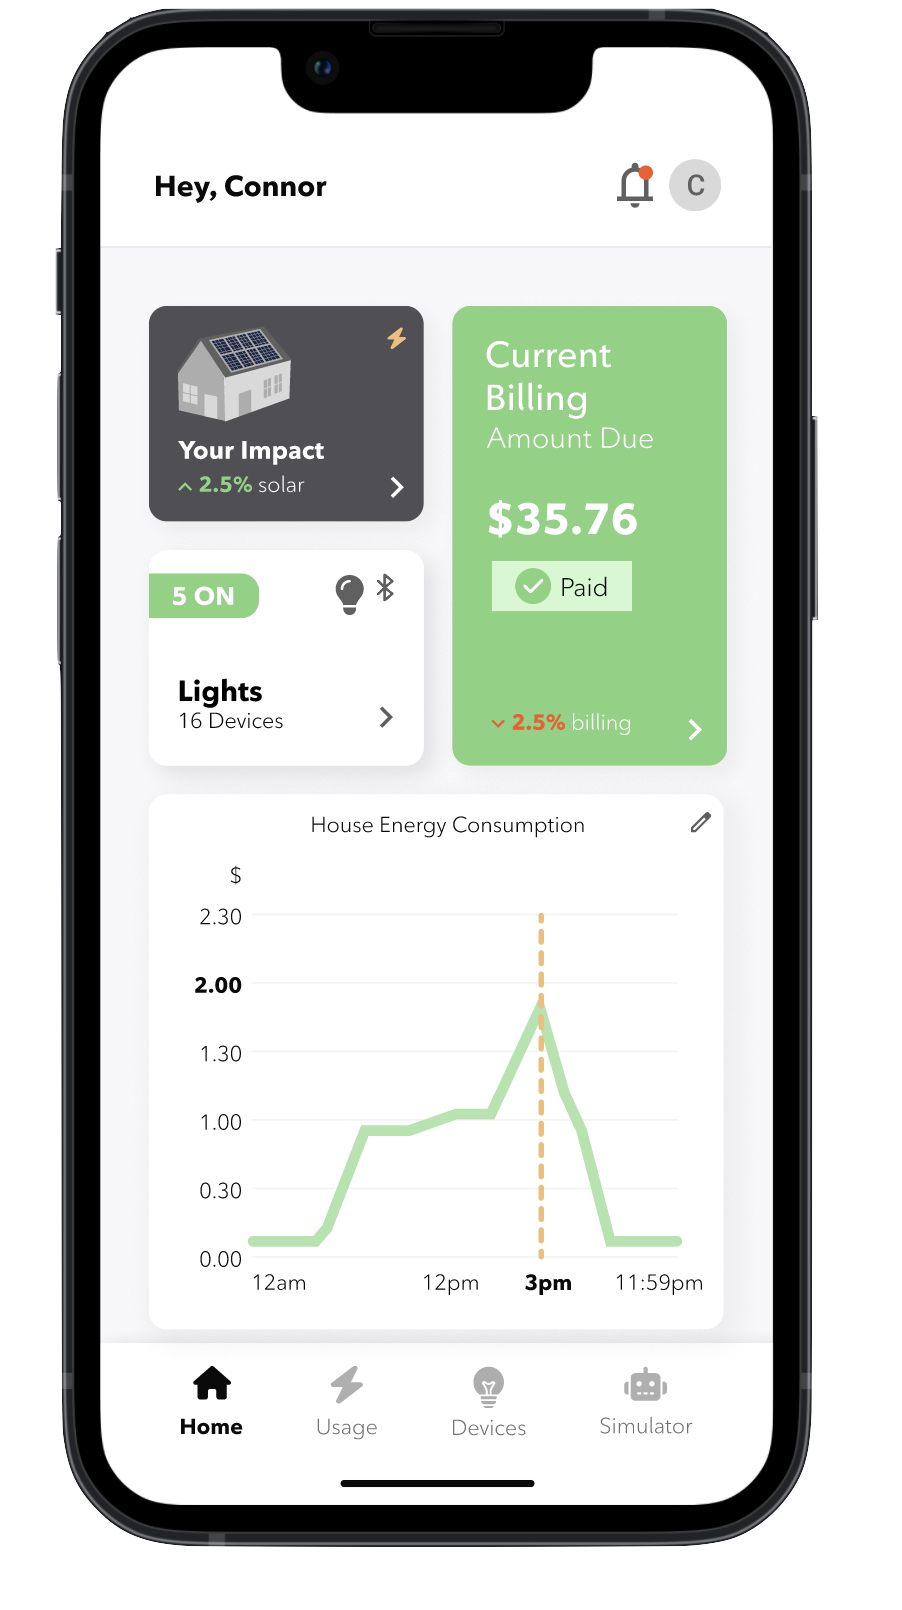 Hey, Connor
C
Your Impact
2.5% solar
Current
Billing
Amount Due
$35.76
Paid
2.5% billing
5 ON
Lights
16 Devices
House Energy Consumption
$
2.30
2.00
1.30
1.00
0.30
0.00
12am 12pm 3pm 11:59pm
Home Usage Devices Simulator